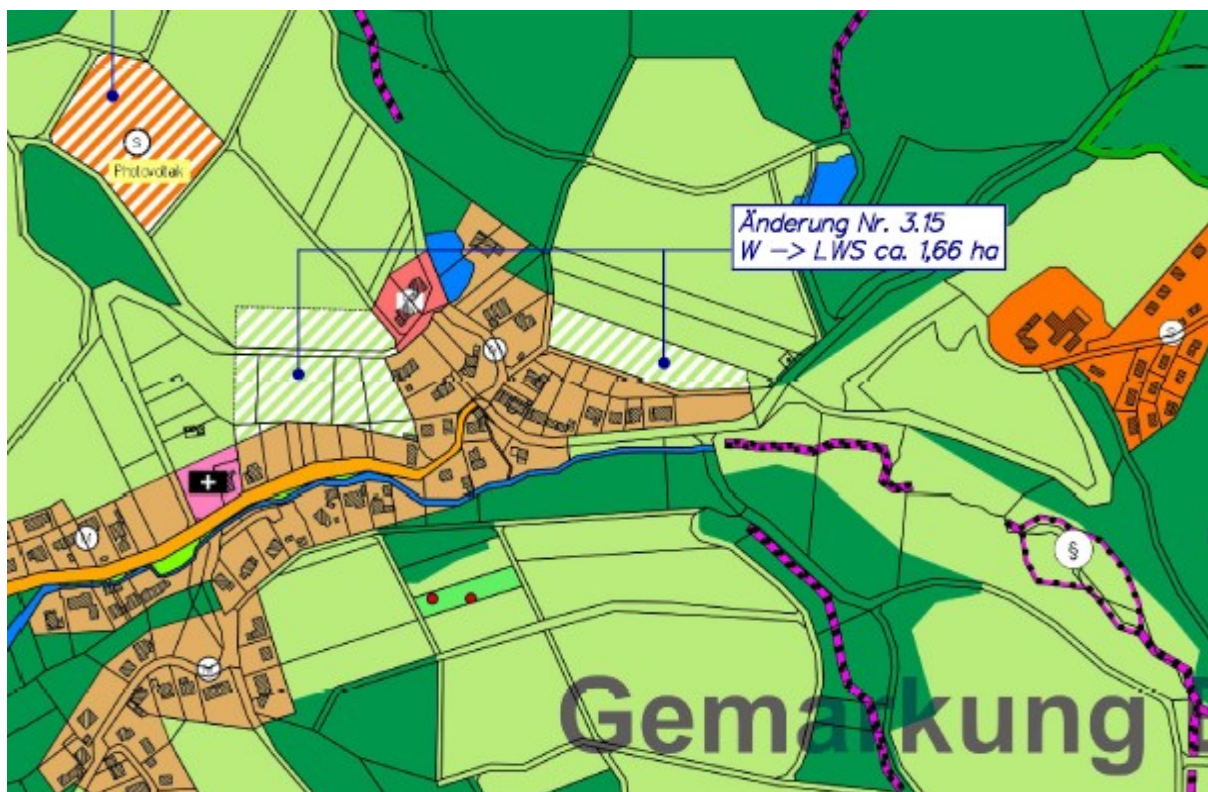 S
Photovoltaik
Änderung Nr. 3.15
W –> LWS ca. 1,66 ha
S
M
M
§
Gemarkung